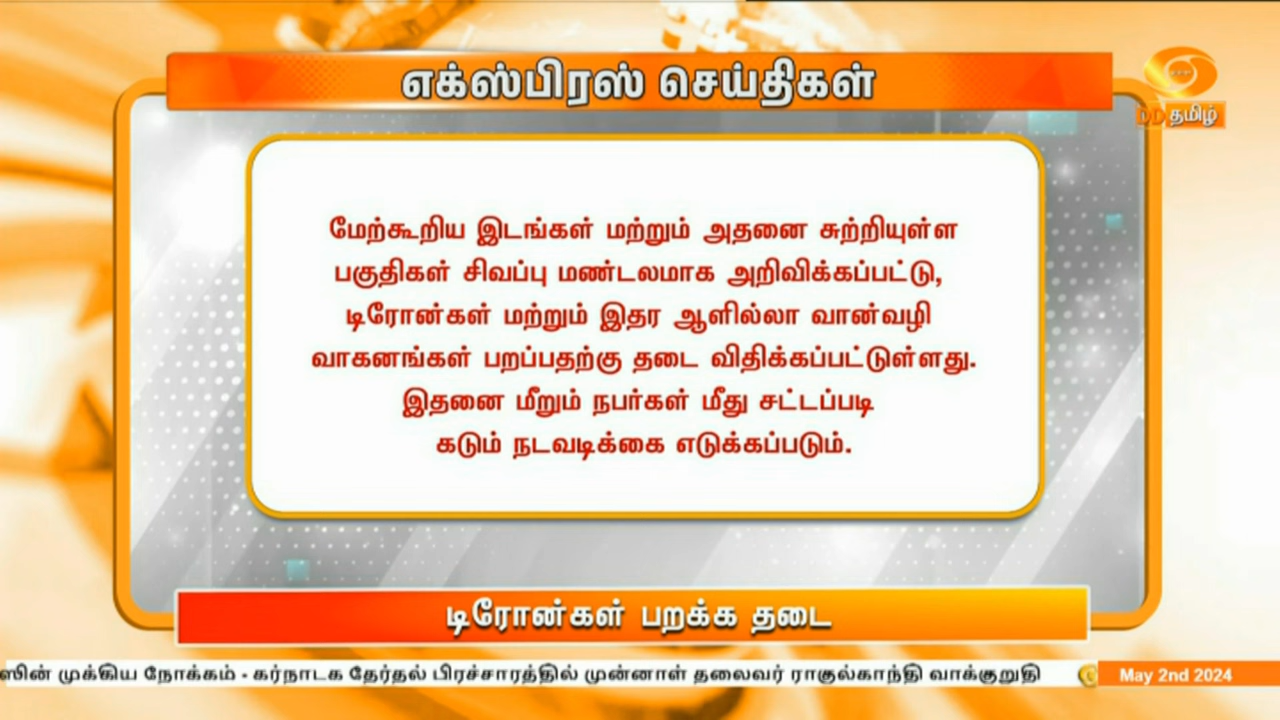 எக்ஸ்பிரஸ் செய்திகள்
DD தமிழ்
மேற்கூறிய இடங்கள் மற்றும் அதனை சுற்றியுள்ள
பகுதிகள் சிவப்பு மண்டலமாக அறிவிக்கப்பட்டு,
டிரோன்கள் மற்றும் இதர ஆளில்லா வான்வழி
வாகனங்கள் பறப்பதற்கு தடை விதிக்கப்பட்டுள்ளது.
இதனை மீறும் நபர்கள் மீது சட்டப்படி
கடும் நடவடிக்கை எடுக்கப்படும்.
டிரோன்கள் பறக்க தடை
ஸின் முக்கிய நோக்கம் - கர்நாடக தேர்தல் பிரச்சாரத்தில் முன்னாள் தலைவர் ராகுல்காந்தி வாக்குறுதி
May 2nd 2024